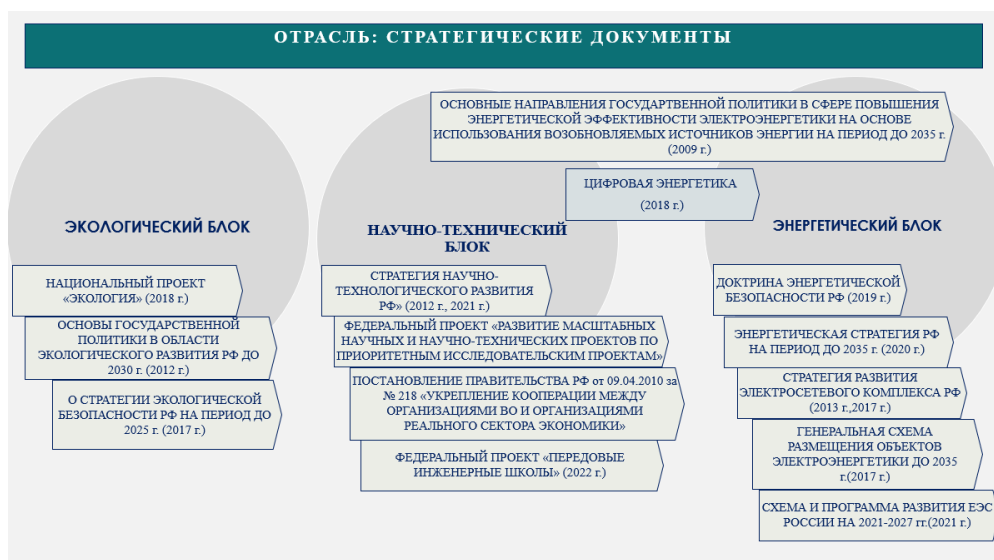 ОТРАСЛЬ: СТРАТЕГИЧЕСКИЕ ДОКУМЕНТЫ
ОСНОВНЫЕ НАПРАВЛЕНИЯ ГОСУДАРТВЕННОЙ ПОЛИТИКИ В СФЕРЕ ПОВЫШЕНИЯ
ЭНЕРГЕТИЧЕСКОЙ ЭФФЕКТИВНОСТИ ЭЛЕКТРОЭНЕРГЕТИКИ НА ОСНОВЕ
ИСПОЛЬЗОВАНИЯ ВОЗОБНОВЛЯЕМЫХ ИСТОЧНИКОВ ЭНЕРГИИ НА ПЕРИОД ДО 2035 г.
(2009 г.)
ЦИФРОВАЯ ЭНЕРГЕТИКА
(2018 г.)
ЭКОЛОГИЧЕСКИЙ БЛОК
НАЦИОНАЛЬНЫЙ ПРОЕКТ
«ЭКОЛОГИЯ» (2018 г.)
ОСНОВЫ ГОСУДАРСТВЕННОЙ
ПОЛИТИКИ В ОБЛАСТИ
ЭКОЛОГИЧЕСКОГО РАЗВИТИЯ РФ ДО
2030 г. (2012 г.)
О СТРАТЕГИИ ЭКОЛОГИЧЕСКОЙ
БЕЗОПАСНОСТИ РФ НА ПЕРИОД ДО
2025 г. (2017 г.)
НАУЧНО-ТЕХНИЧЕСКИЙ
БЛОК
СТРАТЕГИЯ НАУЧНО-
ТЕХНОЛОГИЧЕСКОГО РАЗВИТИЯ
РФ» (2012 г., 2021 г.)
ФЕДЕРАЛЬНЫЙ ПРОЕКТ «РАЗВИТИЕ МАСШТАБНЫХ
НАУЧНЫХ И НАУЧНО-ТЕХНИЧЕСКИХ ПРОЕКТОВ ПО
ПРИОРИТЕТНЫМ ИССЛЕДОВАТЕЛЬСКИМ ПРОЕКТАМ»
ПОСТАНОВЛЕНИЕ ПРАВИТЕЛЬСТВА РФ от 09.04.2010 за
№ 218 «УКРЕПЛЕНИЕ КООПЕРАЦИИ МЕЖДУ
ОРГАНИЗАЦИЯМИ ВО И ОРГАНИЗАЦИЯМИ
РЕАЛЬНОГО СЕКТОРА ЭКОНОМИКИ»
ФЕДЕРАЛЬНЫЙ ПРОЕКТ «ПЕРЕДОВЫЕ
ИНЖЕНЕРНЫЕ ШКОЛЫ» (2022 г.)
ЭНЕРГЕТИЧЕСКИЙ БЛОК
ДОКТРИНА ЭНЕРГЕТИЧЕСКОЙ
БЕЗОПАСНОСТИ РФ (2019 г.)
ЭНЕРГЕТИЧЕСКАЯ СТРАТЕГИЯ РФ
НА ПЕРИОД ДО 2035 г. (2020 г.)
СТРАТЕГИЯ РАЗВИТИЯ
ЭЛЕКТРОСЕТЕВОГО КОМПЛЕКСА РФ
(2013 г.,2017 г.)
ГЕНЕРАЛЬНАЯ СХЕМА
РАЗМЕЩЕНИЯ ОБЪЕКТОВ
ЭЛЕКТРОЭНЕРГЕТИКИ ДО 2035
г.(2017 г.)
СХЕМА И ПРОГРАММА РАЗВИТИЯ ЕЭС
РОССИИ НА 2021-2027 гг.(2021 г.)